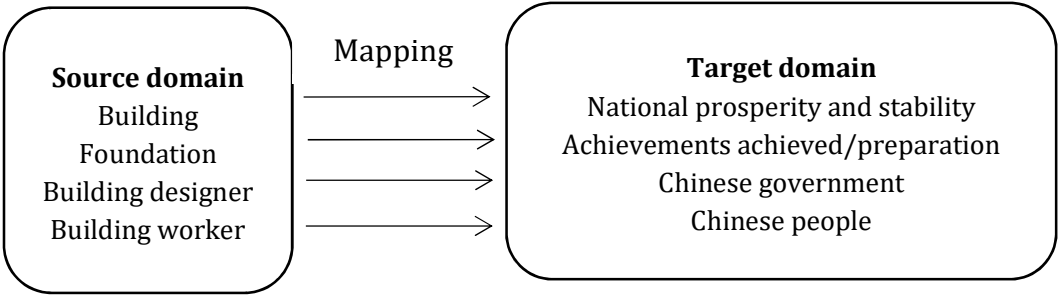 Source domain
Building
Foundation
Building designer
Building worker
Mapping
Target domain
National prosperity and stability
Achievements achieved/preparation
Chinese government
Chinese people